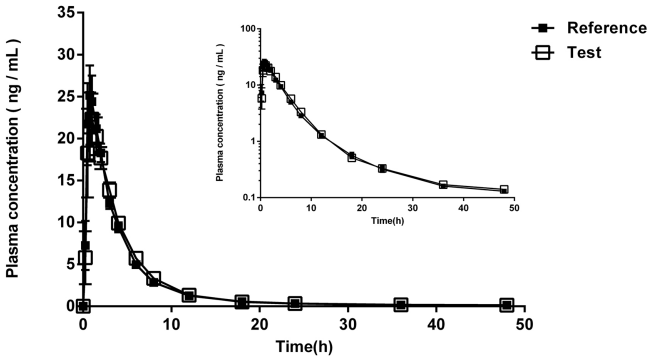 Reference
Test
Plasma concentration ( ng / mL )
35
30
25
20
15
10
5
0
0 10 20 30 40 50
Time(h)
Plasma concentration ( ng / mL )
100
10
1
0.1
0 10 20 30 40 50
Time(h)